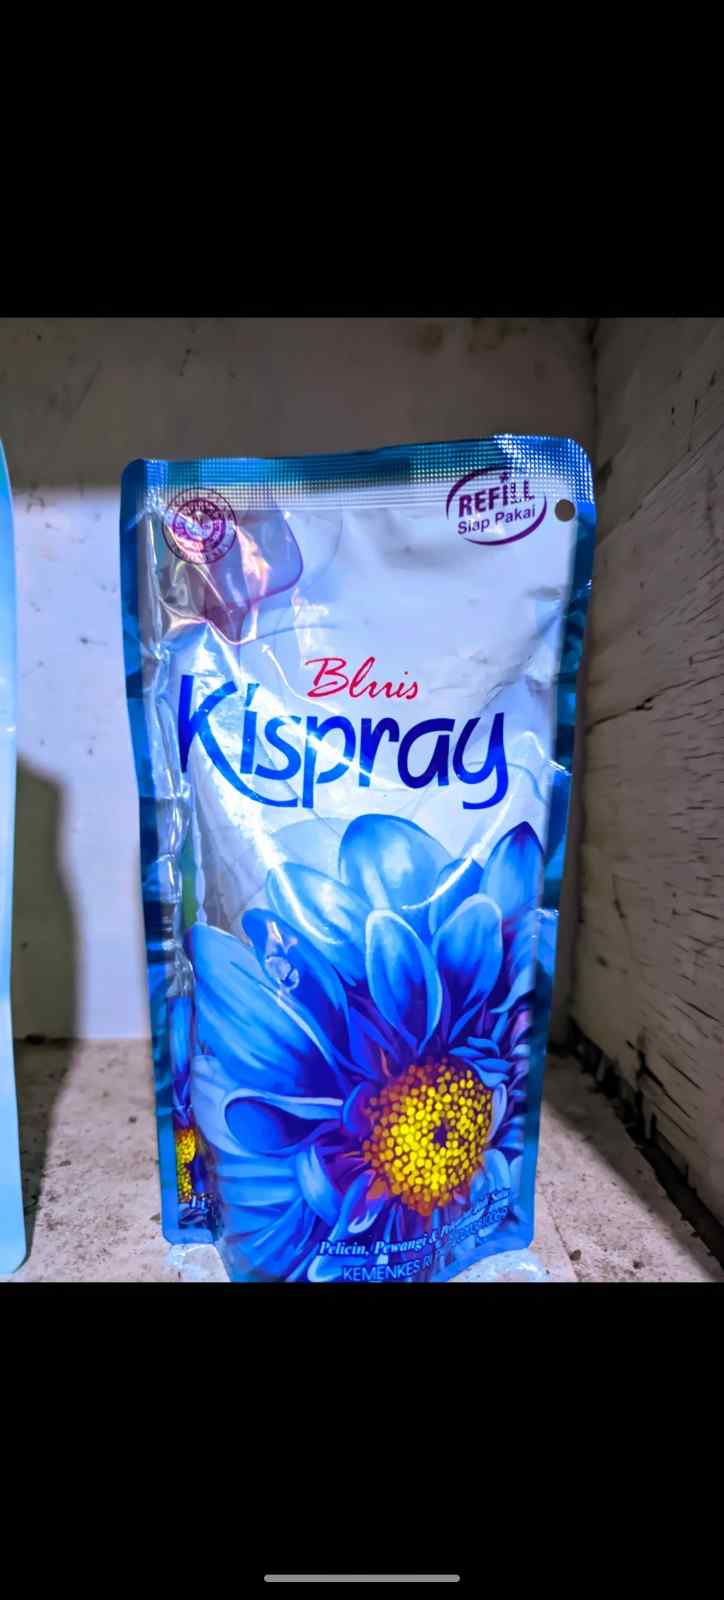 REFiLL
Siap Pakai
Bluis
Kispray
Pelicin, Pewangi &
KEMENKES RI